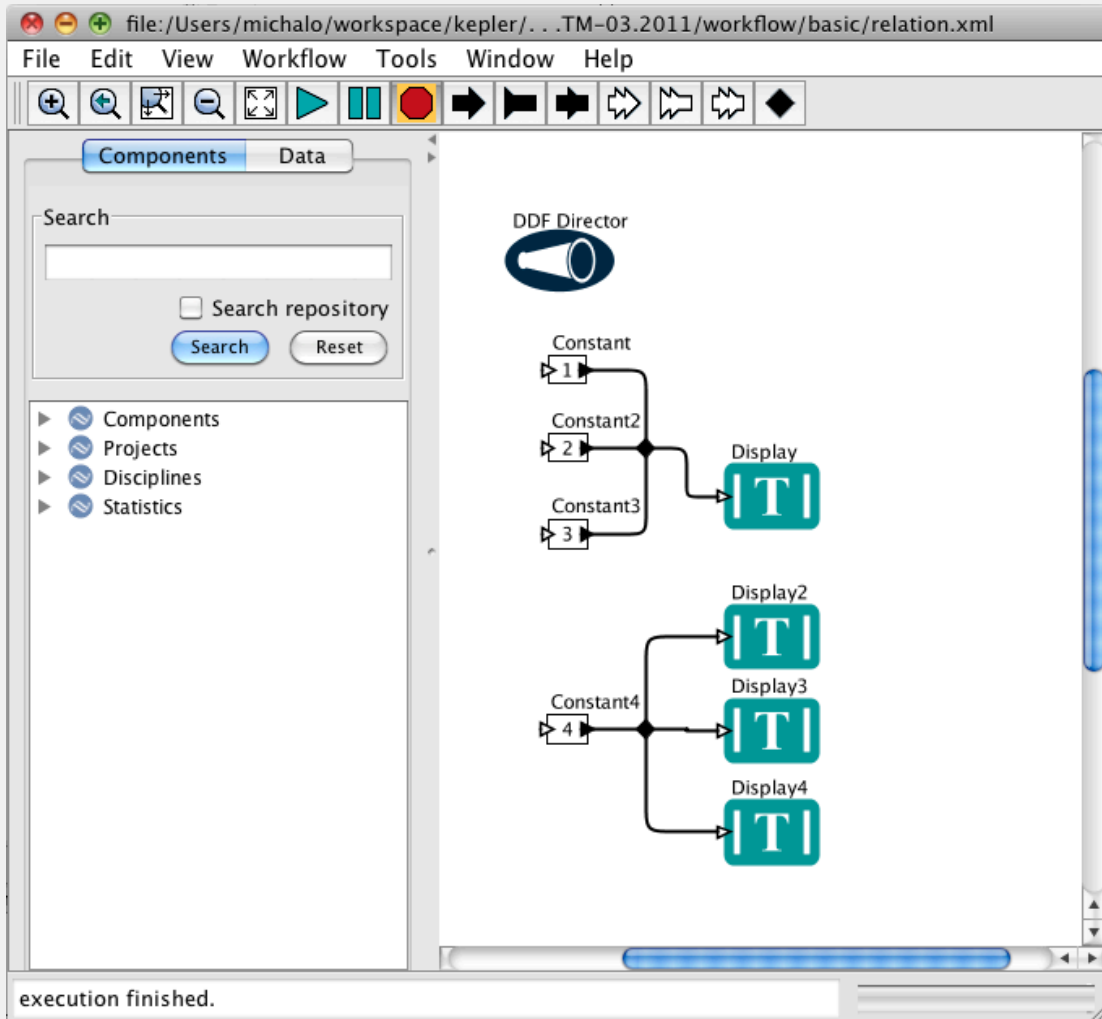 file:/Users/michalo/workspace/kepler/. . .TM-03.2011/workflow/basic/relation.xml
File Edit View Workflow Tools Window Help
Components Data
Search
Search repository
Search Reset
Components
Projects
Disciplines
Statistics
DDF Director
Constant
1
Constant2
2
Constant3
3
Display
T
Display2
T
Display3
T
Constant4
4
Display4
T
execution finished.